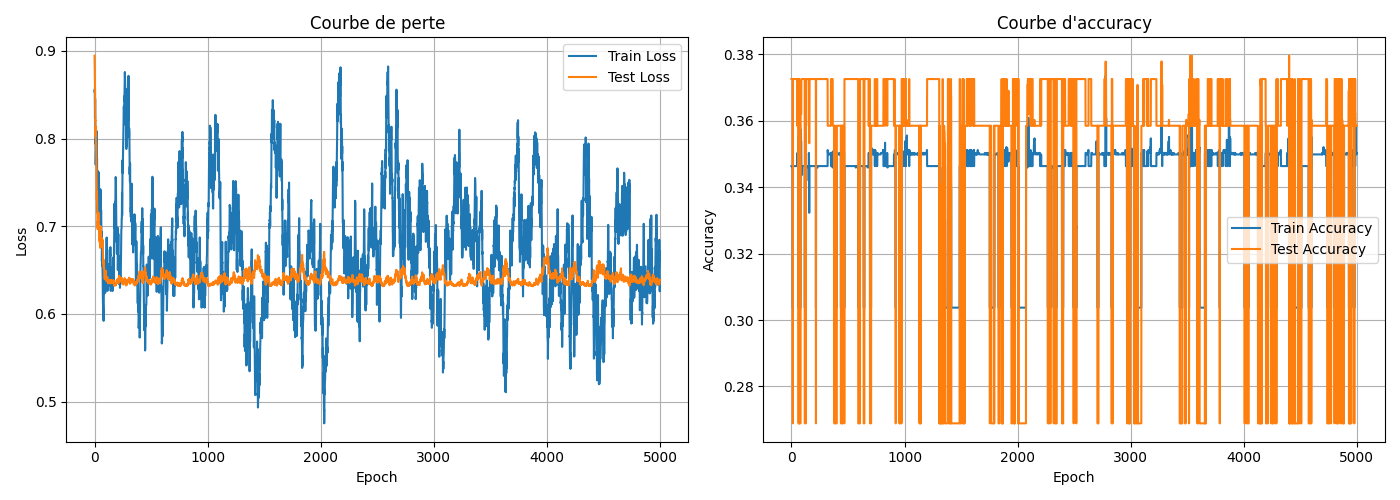 Courbe de perte
0.9
0.8
0.7
0.6
0.5
Loss
0
1000
2000
3000
4000
5000
Epoch
Train Loss
Test Loss
Courbe d'accuracy
0.38
0.36
0.34
0.32
0.30
0.28
Accuracy
0
1000
2000
3000
4000
5000
Epoch
Train Accuracy
Test Accuracy